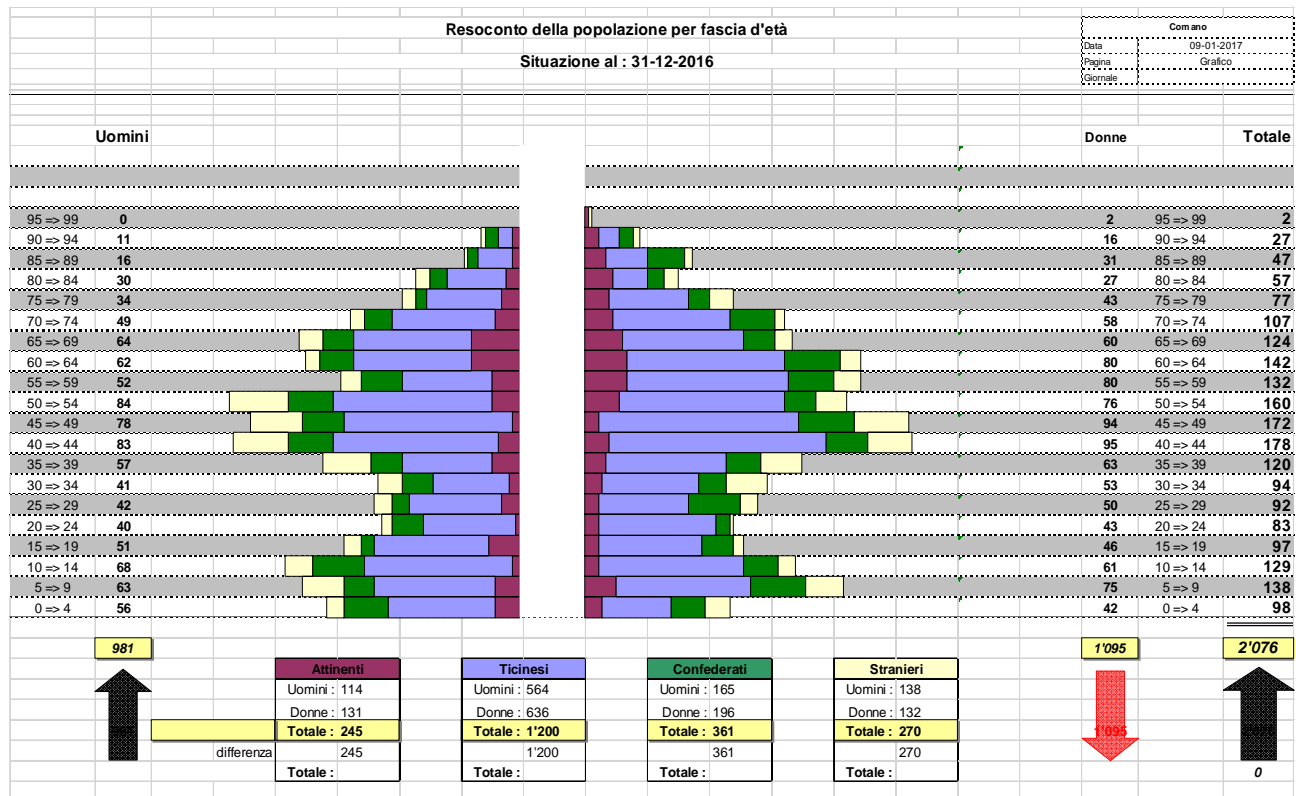 Resoconto della popolazione per fascia d'età
Comano
Data 09-01-2017
Situazione al : 31-12-2016
Pagina Grafico
Giornale
Uomini Donne Totale
95 => 99 0 2 95 => 99 2
90 => 94 11 16 90 => 94 27
85 => 89 16 31 85 => 89 47
80 => 84 30 27 80 => 84 57
75 => 79 34 43 75 => 79 77
70 => 74 49 58 70 => 74 107
65 => 69 64 60 65 => 69 124
60 => 64 62 80 60 => 64 142
55 => 59 52 80 55 => 59 132
50 => 54 84 76 50 => 54 160
45 => 49 78 94 45 => 49 172
40 => 44 83 95 40 => 44 178
35 => 39 57 63 35 => 39 120
30 => 34 41 53 30 => 34 94
25 => 29 42 50 25 => 29 92
20 => 24 40 43 20 => 24 83
15 => 19 51 46 15 => 19 97
10 => 14 68 61 10 => 14 129
5 => 9 63 75 5 => 9 138
0 => 4 56 42 0 => 4 98
981 1'095 2'076
Attinenti Ticinesi Confederati Stranieri
Uomini : 114 Uomini : 564 Uomini : 165 Uomini : 138
Donne : 131 Donne : 636 Donne : 196 Donne : 132
Totale : 245 Totale : 1'200 Totale : 361 Totale : 270 1'095
differenza 245 1'200 361 270
Totale : Totale : Totale : Totale : 0